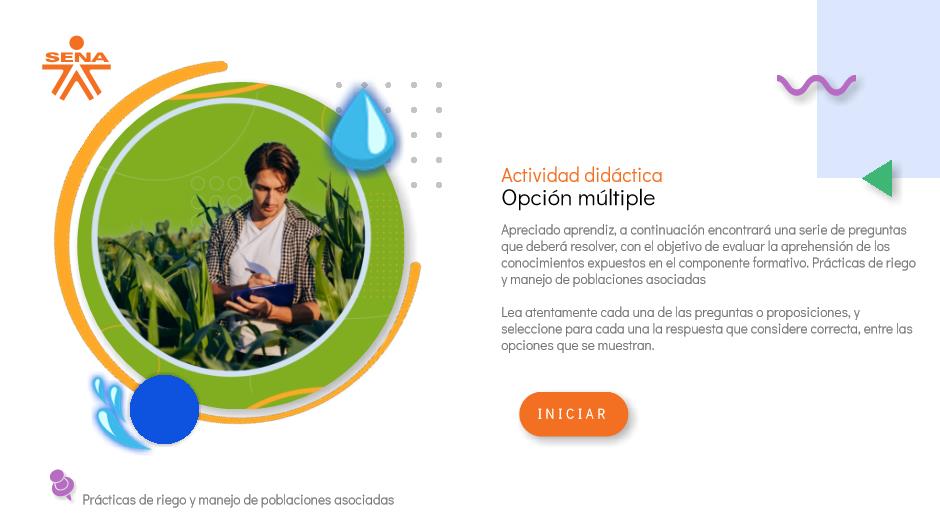 SENA
Actividad didáctica
Opción múltiple
Apreciado aprendiz, a continuación encontrará una serie de preguntas
que deberá resolver, con el objetivo de evaluar la aprehensión de los
conocimientos expuestos en el componente formativo. Prácticas de riego
y manejo de poblaciones asociadas
Lea atentamente cada una de las preguntas o proposiciones, y
seleccione para cada una la respuesta que considere correcta, entre las
opciones que se muestran.
INICIAR
Prácticas de riego y manejo de poblaciones asociadas